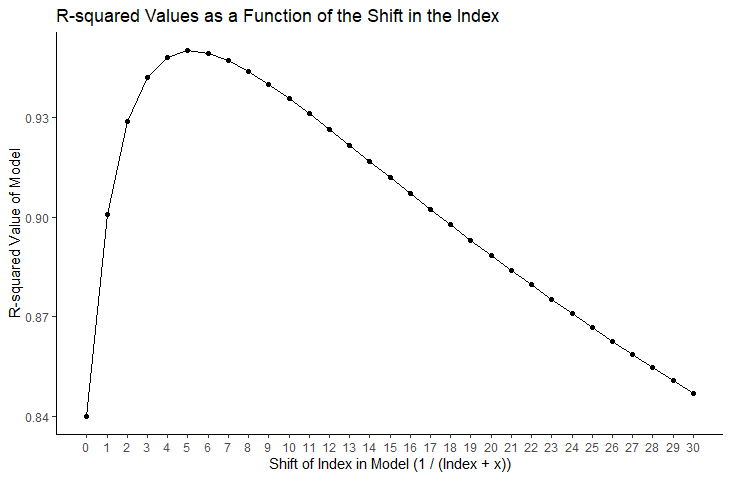 R-squared Values as a Function of the Shift in the Index
R-squared Value of Model
0.93
0.90
0.87
0.84
0 1 2 3 4 5 6 7 8 9 10 11 12 13 14 15 16 17 18 19 20 21 22 23 24 25 26 27 28 29 30
Shift of Index in Model (1 / (Index + x))